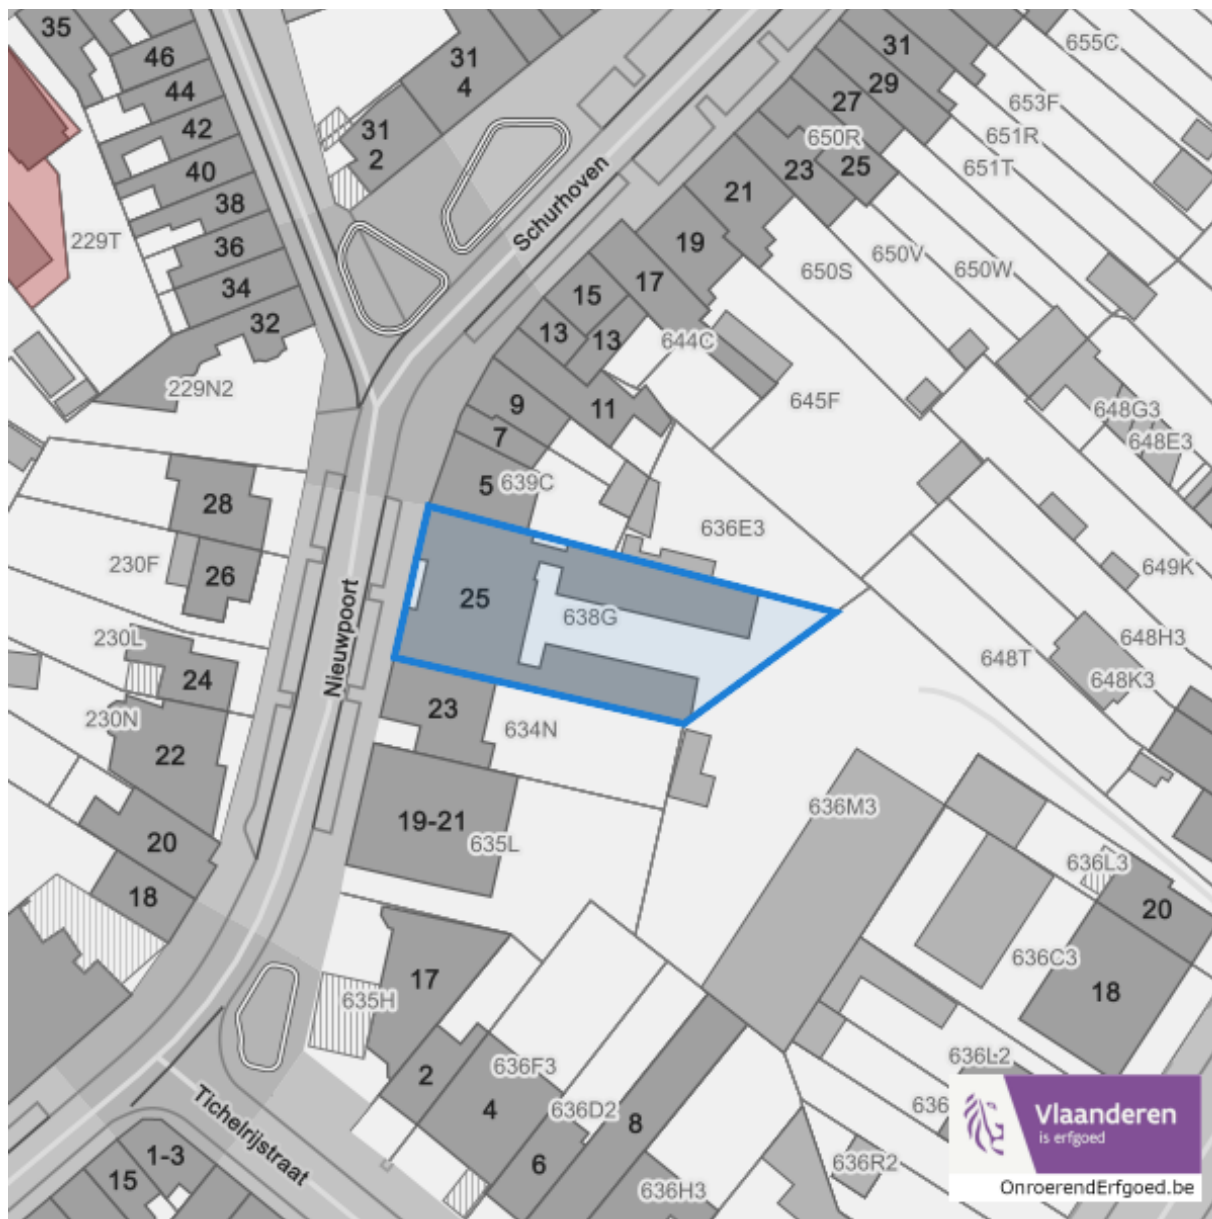 35
46
31
4
31
655C
44
29
653F
42
31
2
27
650R
651R
40
23
25
651T
38
21
229T
36
Schurhoven
19
650S
650V
650W
34
15
17
32
13
13
644C
229N2
9
11
645F
648G3
7
648E3
5
639C
28
636E3
230F
26
649K
25
638G
Nieuwpoort
230L
648H3
24
648T
648K3
23
634N
230N
22
636M3
19-21
635L
20
636L3
18
20
17
636C3
18
635H
2
636F3
636L2
4
636D2
8
636
Tichelrijstraat
1-3
6
636R2
15
636H3
Vlaanderen
is erfgoed
OnroerendErfgoed.be